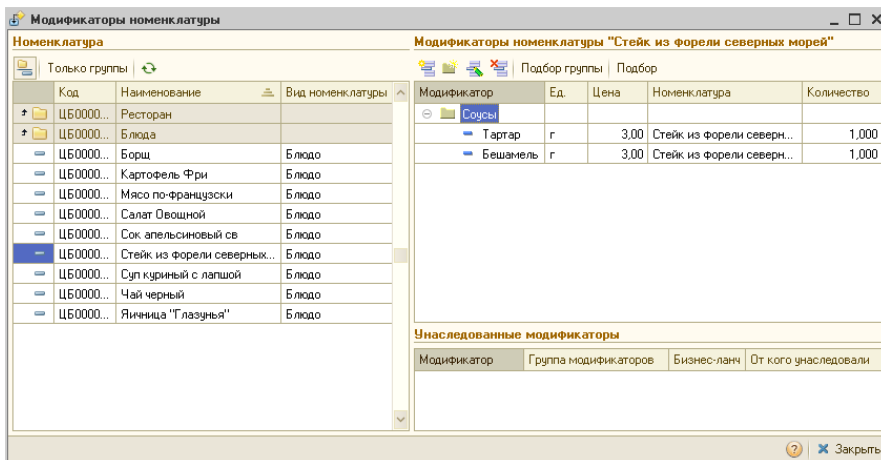 Модификаторы номенклатуры
Номенклатура
Только группы
Код Наименование Вид номенклатуры
ЦБ0000... Ресторан
ЦБ0000... Блюда
ЦБ0000... Борщ Блюдо
ЦБ0000... Картофель Фри Блюдо
ЦБ0000... Мясо по-французски Блюдо
ЦБ0000... Салат Овощной Блюдо
ЦБ0000... Сок апельсиновый св Блюдо
ЦБ0000... Стейк из форели северных... Блюдо
ЦБ0000... Суп куриный с лапшой Блюдо
ЦБ0000... Чай черный Блюдо
ЦБ0000... Яичница "Глазунья" Блюдо
Модификаторы номенклатуры "Стейк из форели северных морей"
Подбор группы Подбор
Модификатор Ед. Цена Номенклатура Количество
Соусы
Тартар г 3,00 Стейк из форели северн... 1,000
Бешамель г 3,00 Стейк из форели северн... 1,000
Унаследованные модификаторы
Модификатор Группа модификаторов Бизнес-ланч От кого унаследовали
? Закрыть